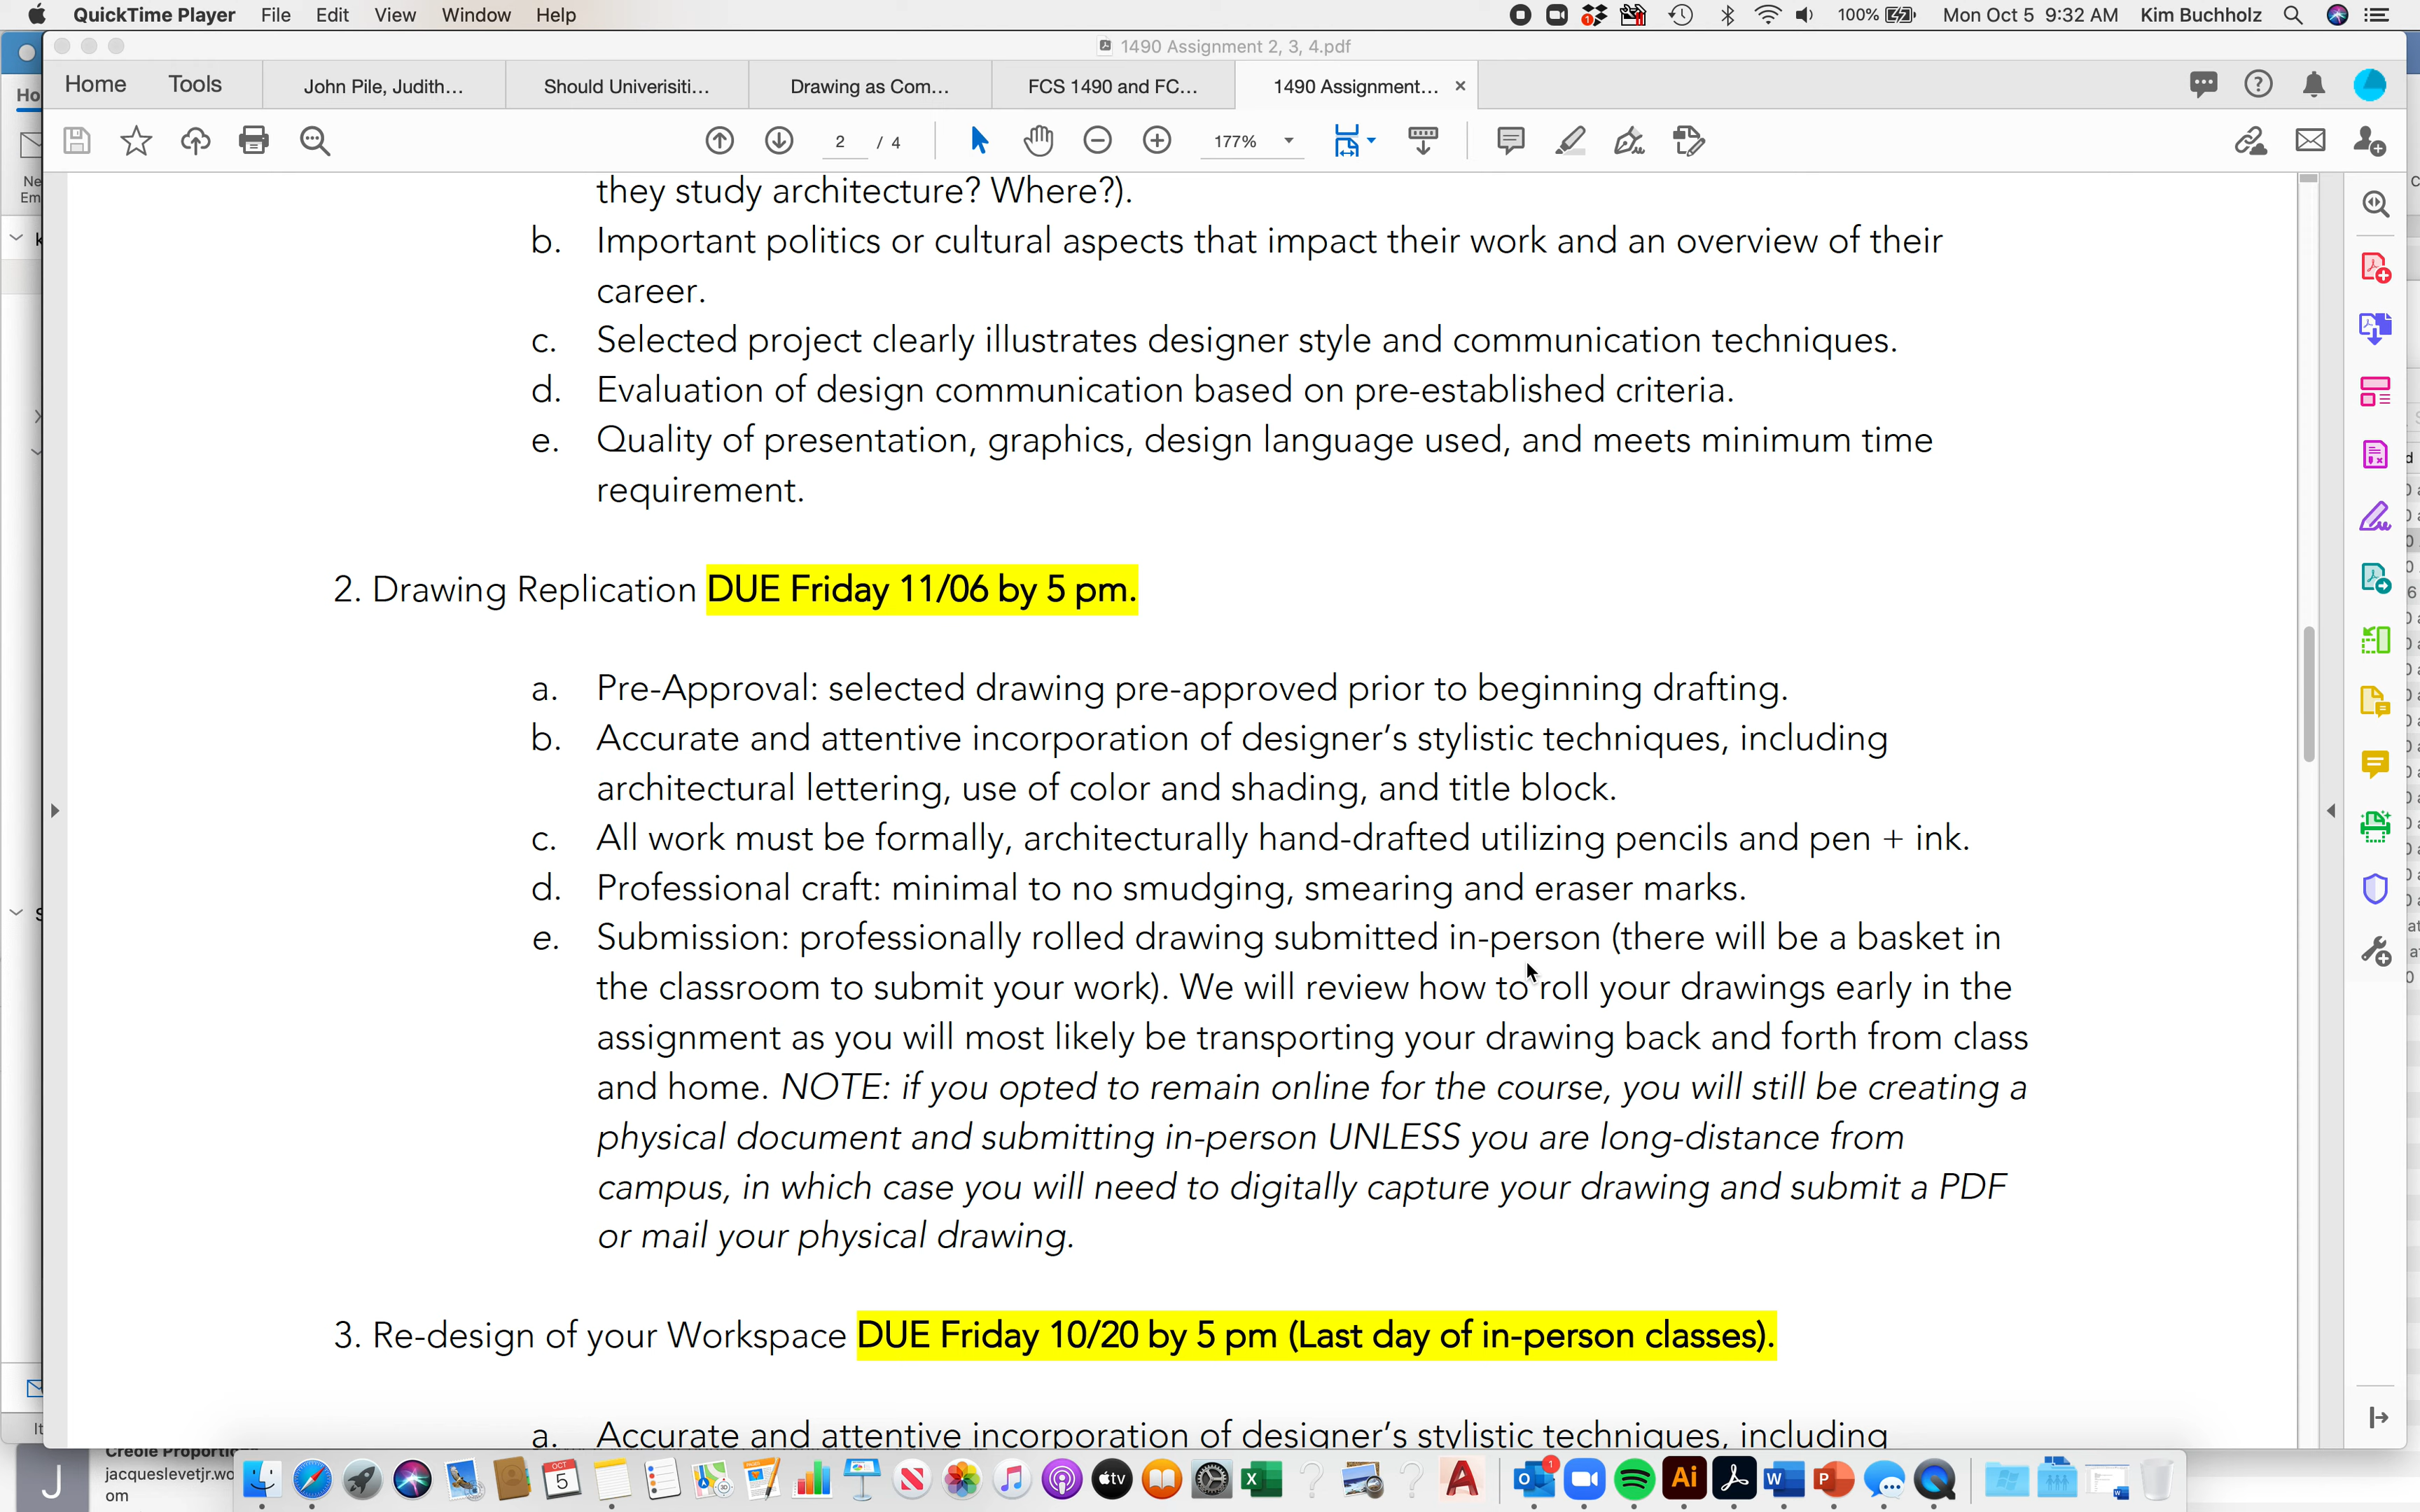 QuickTime Player File Edit View Window Help 100% Mon Oct 5 9:32 AM Kim Buchholz
1490 Assignment 2, 3, 4.pdf
Home Tools John Pile, Judith... Should Univerisiti... Drawing as Com... FCS 1490 and FC... 1490 Assignment... ×
2 / 4 177%
they study architecture? Where?).
b. Important politics or cultural aspects that impact their work and an overview of their
career.
c. Selected project clearly illustrates designer style and communication techniques.
d. Evaluation of design communication based on pre-established criteria.
e. Quality of presentation, graphics, design language used, and meets minimum time
requirement.
2. Drawing Replication DUE Friday 11/06 by 5 pm.
a. Pre-Approval: selected drawing pre-approved prior to beginning drafting.
b. Accurate and attentive incorporation of designer's stylistic techniques, including
architectural lettering, use of color and shading, and title block.
c. All work must be formally, architecturally hand-drafted utilizing pencils and pen + ink.
d. Professional craft: minimal to no smudging, smearing and eraser marks.
e. Submission: professionally rolled drawing submitted in-person (there will be a basket in
the classroom to submit your work). We will review how to roll your drawings early in the
assignment as you will most likely be transporting your drawing back and forth from class
and home. NOTE: if you opted to remain online for the course, you will still be creating a
physical document and submitting in-person UNLESS you are long-distance from
campus, in which case you will need to digitally capture your drawing and submit a PDF
or mail your physical drawing.
3. Re-design of your Workspace DUE Friday 10/20 by 5 pm (Last day of in-person classes).
a. Accurate and attentive incorporation of designer's stylistic techniques, including
J
jacqueslevetjr.wo
om
OCT
5
tv
1
Ai